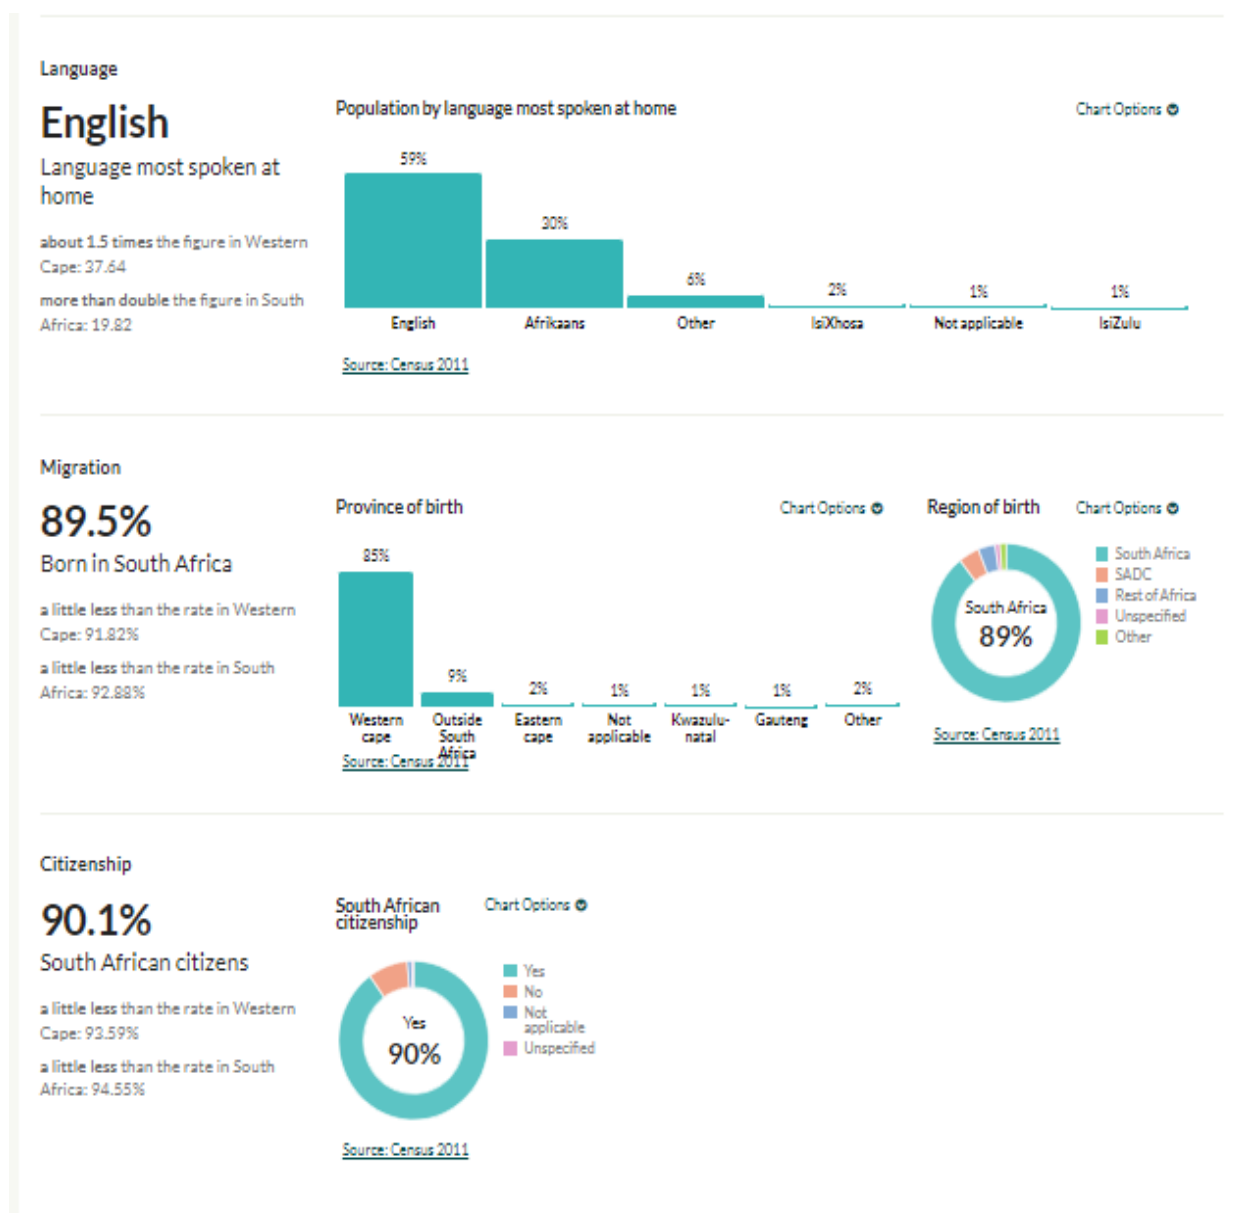 Language
English
Language most spoken at
home
about 1.5 times the figure in Western
Cape: 37.64
more than double the figure in South
Africa: 19.82
Population by language most spoken at home
Chart Options
59%
30%
6%
2%
1%
1%
English
Afrikaans
Other
IsiXhosa
Not applicable
IsiZulu
Source: Census 2011
Migration
89.5%
Born in South Africa
a little less than the rate in Western
Cape: 91.82%
a little less than the rate in South
Africa: 92.88%
Province of birth
Chart Options
85%
9%
2%
1%
1%
1%
2%
Western
cape
Outside
South
Africa
Eastern
cape
Not
applicable
Kwazulu-
natal
Gauteng
Other
Source: Census 2011
Region of birth
Chart Options
South Africa
89%
South Africa
SADC
Rest of Africa
Unspecified
Other
Source: Census 2011
Citizenship
90.1%
South African citizens
a little less than the rate in Western
Cape: 93.59%
a little less than the rate in South
Africa: 94.55%
South African
citizenship
Chart Options
Yes
90%
Yes
No
Not
applicable
Unspecified
Source: Census 2011